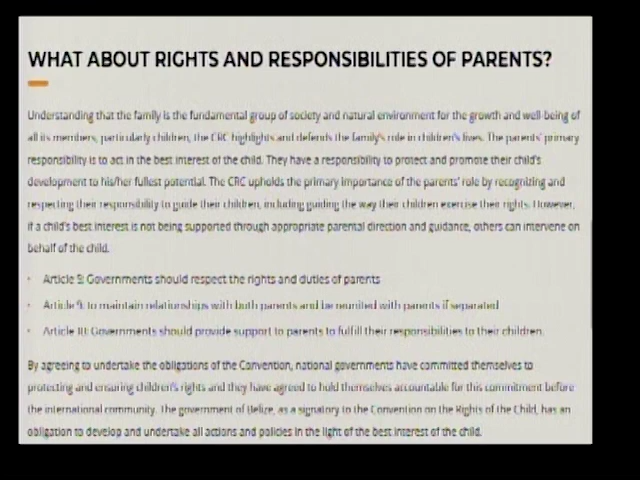 WHAT ABOUT RIGHTS AND RESPONSIBILITIES OF PARENTS?
Understanding that the family is the fundamental group of society and natural environment for the growth and well-being of
all its members, particularly children, the CRC highlights and defends the family's role in children's lives. The parents' primary
responsibility is to act in the best interest of the child. They have a responsibility to protect and promote their child's
development to his/her fullest potential. The CRC upholds the primary importance of the parents' role by recognizing and
respecting their responsibility to guide their children, including guiding the way their children exercise their rights. However,
if a child's best interest is not being supported through appropriate parental direction and guidance, others can intervene on
behalf of the child.
• Article 5: Governments should respect the rights and duties of parents
• Article 9: to maintain relationships with both parents and be reunited with parents if separated
• Article 10: Governments should provide support to parents to fulfill their responsibilities to their children.
By agreeing to undertake the obligations of the Convention, national governments have committed themselves to
protecting and ensuring children's rights and they have agreed to hold themselves accountable for this commitment before
the international community. The government of Belize, as a signatory to the Convention on the Rights of the Child, has an
obligation to develop and undertake all actions and policies in the light of the best interest of the child.